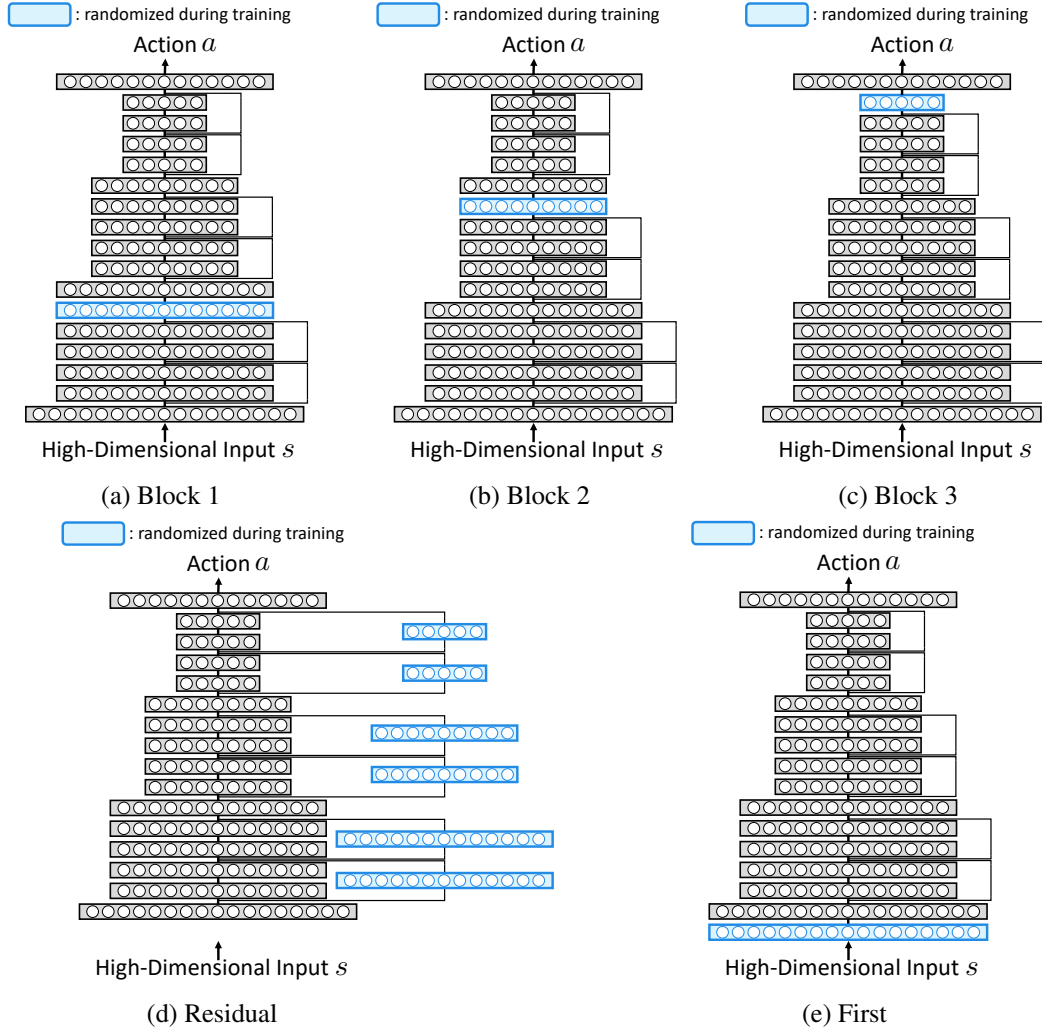 : randomized during training
: randomized during training
: randomized during training
Action a
Action a
Action a
High-Dimensional Input s
High-Dimensional Input s
High-Dimensional Input s
(a) Block 1
(b) Block 2
(c) Block 3
: randomized during training
: randomized during training
Action a
Action a
High-Dimensional Input s
High-Dimensional Input s
(d) Residual
(e) First